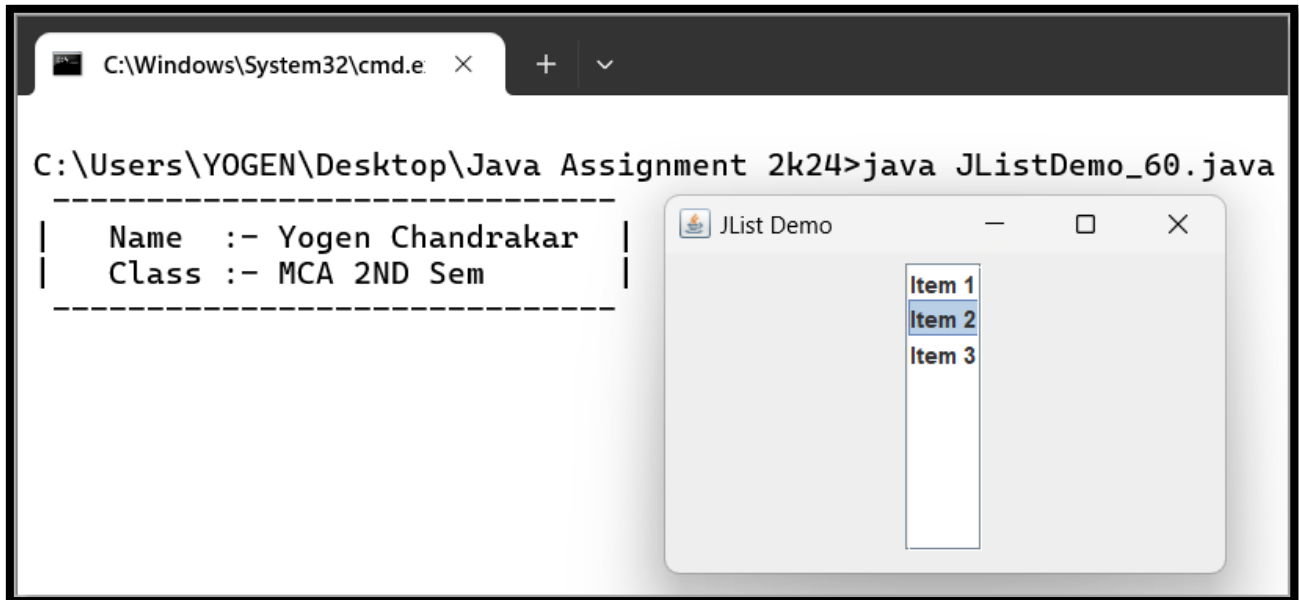 C:\Windows\System32\cmd.e
C:\Users\YOGEN\Desktop\Java Assignment 2k24>java JListDemo_60.java
------------------------------
|   Name  :- Yogen Chandrakar  |
|   Class :- MCA 2ND Sem       |
------------------------------
JList Demo
Item 1
Item 2
Item 3